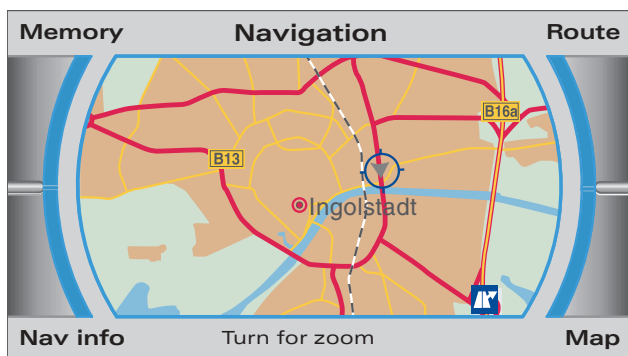 Memory Navigation Route
B16a
B13
Ingolstadt
Nav info Turn for zoom Map